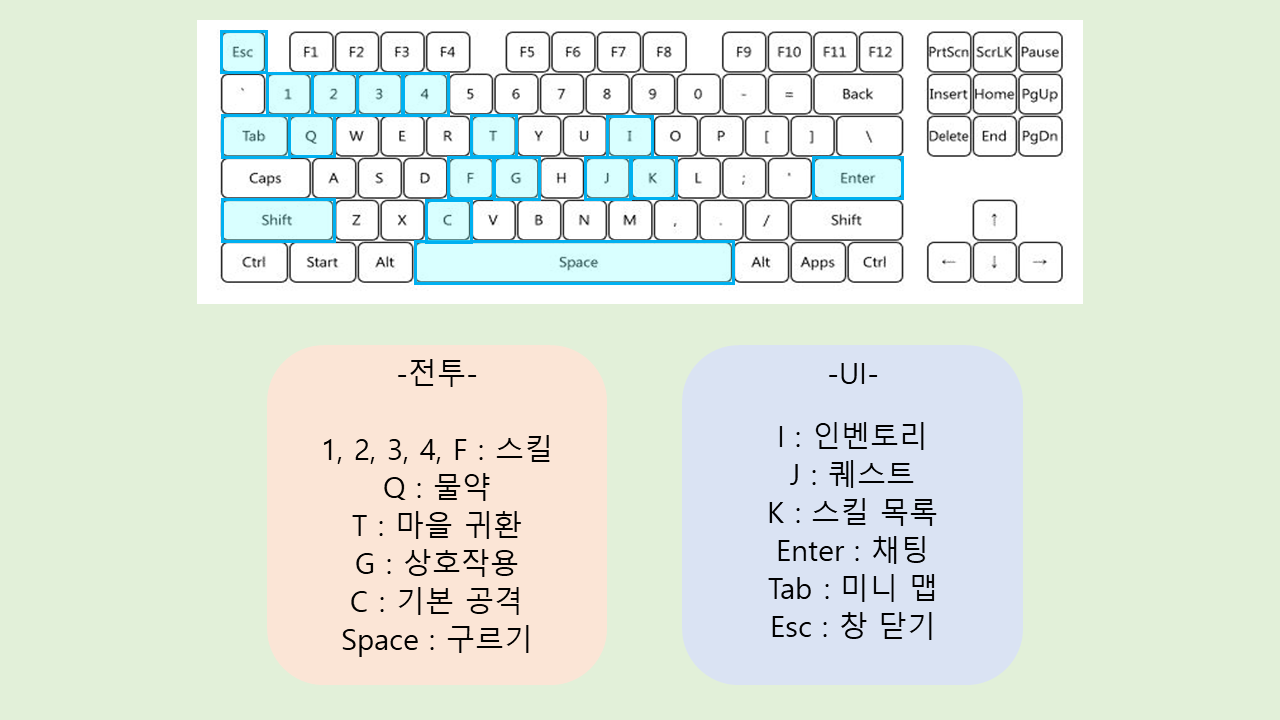 Esc F1 F2 F3 F4 F5 F6 F7 F8 F9 F10 F11 F12 PrtScn ScrLK Pause
` 1 2 3 4 5 6 7 8 9 0 - = Back Insert Home PgUp
Tab Q W E R T Y U I O P [ ] \ Delete End PgDn
Caps A S D F G H J K L ; ' Enter
Shift Z X C V B N M , . / Shift ↑
Ctrl Start Alt Space Alt Apps Ctrl ← ↓ →
-전투-
1, 2, 3, 4, F : 스킬
Q : 물약
T : 마을 귀환
G : 상호작용
C : 기본 공격
Space : 구르기
-UI-
I : 인벤토리
J : 퀘스트
K : 스킬 목록
Enter : 채팅
Tab : 미니 맵
Esc : 창 닫기